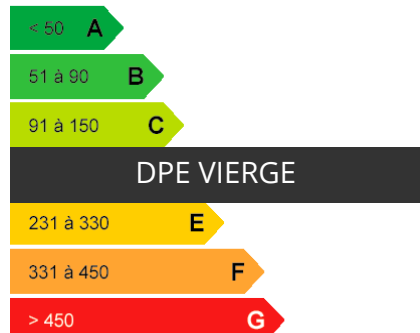 < 50 A
51 à 90 B
91 à 150 C
DPE VIERGE
231 à 330 E
331 à 450 F
> 450 G